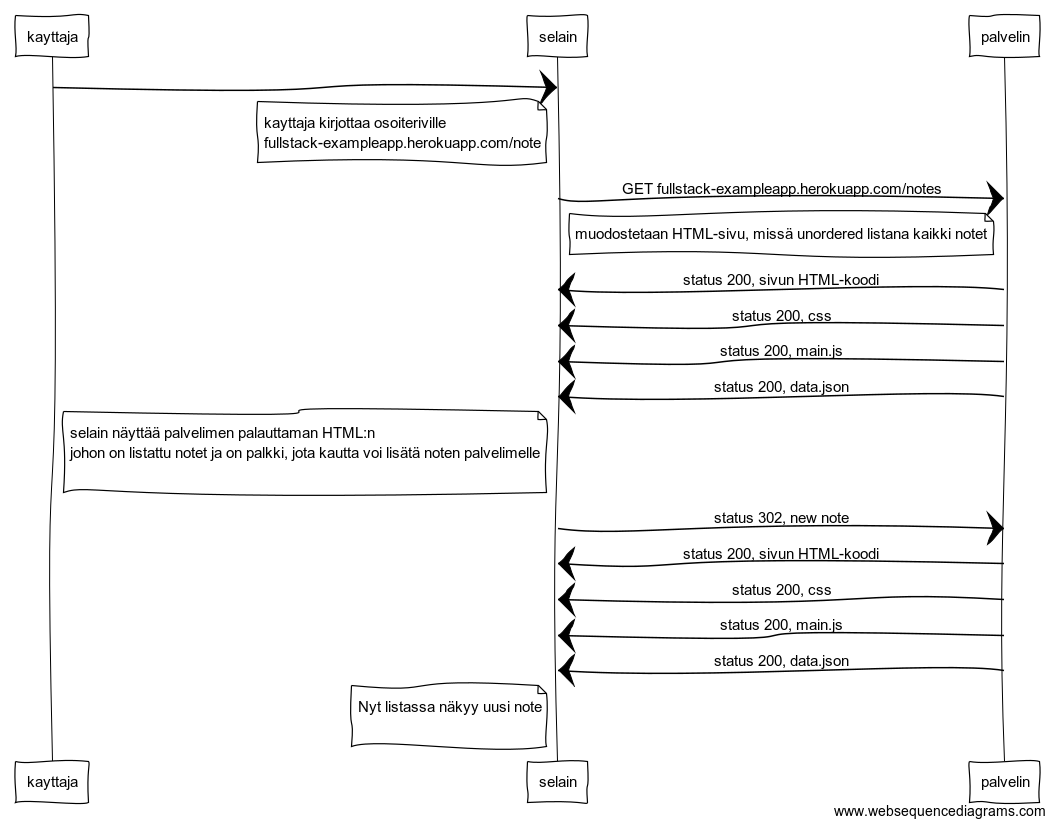 kayttaja
selain
palvelin
kayttaja kirjottaa osoiteriville
fullstack-exampleapp.herokuapp.com/note
GET fullstack-exampleapp.herokuapp.com/notes
muodostetaan HTML-sivu, missä unordered listana kaikki notet
status 200, sivun HTML-koodi
status 200, css
status 200, main.js
status 200, data.json
selain näyttää palvelimen palauttaman HTML:n
johon on listattu notet ja on palkki, jota kautta voi lisätä noten palvelimelle
status 302, new note
status 200, sivun HTML-koodi
status 200, css
status 200, main.js
status 200, data.json
Nyt listassa näkyy uusi note
kayttaja
selain
palvelin
www.websequencediagrams.com